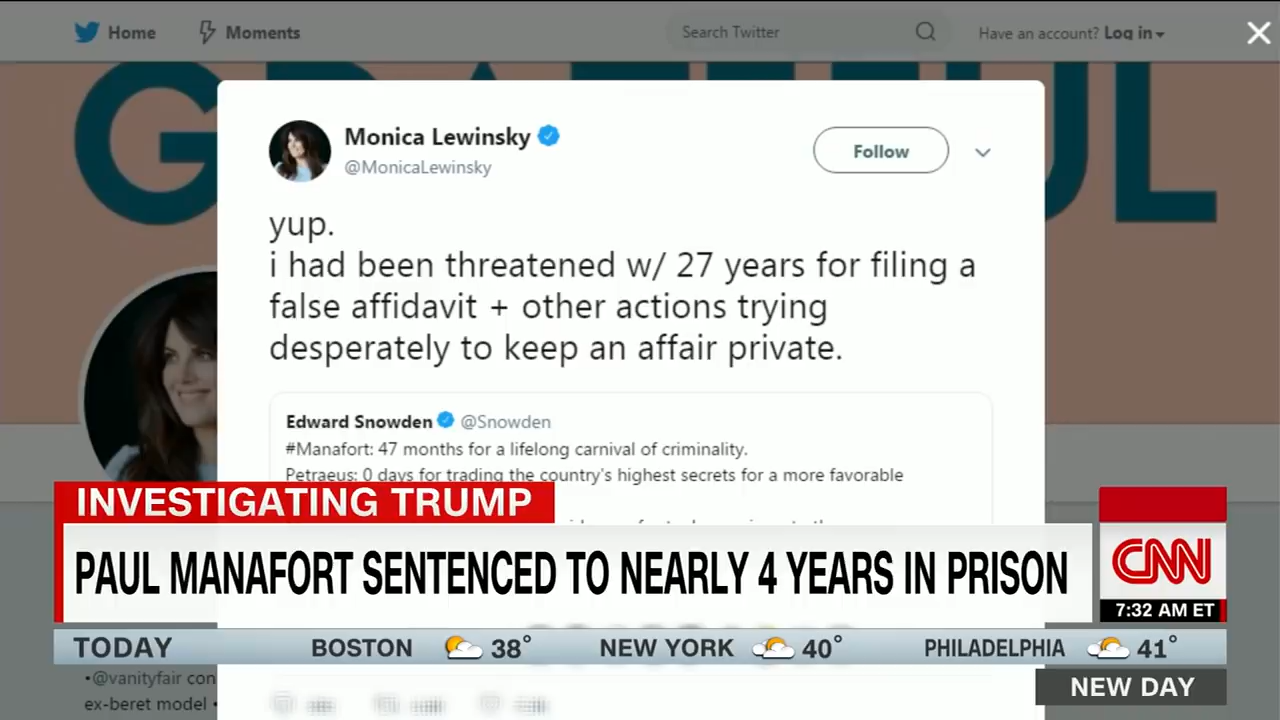 Home
Moments
Search Twitter
Have an account? Log in
Monica Lewinsky
@MonicaLewinsky
Follow
yup.
i had been threatened w/ 27 years for filing a
false affidavit + other actions trying
desperately to keep an affair private.
Edward Snowden @Snowden
#Manafort: 47 months for a lifelong carnival of criminality.
Petraeus: 0 days for trading the country's highest secrets for a more favorable
INVESTIGATING TRUMP
PAUL MANAFORT SENTENCED TO NEARLY 4 YEARS IN PRISON
CNN
7:32 AM ET
TODAY BOSTON 38° NEW YORK 40° PHILADELPHIA 41°
•@vanityfair con
ex-beret model •
NEW DAY